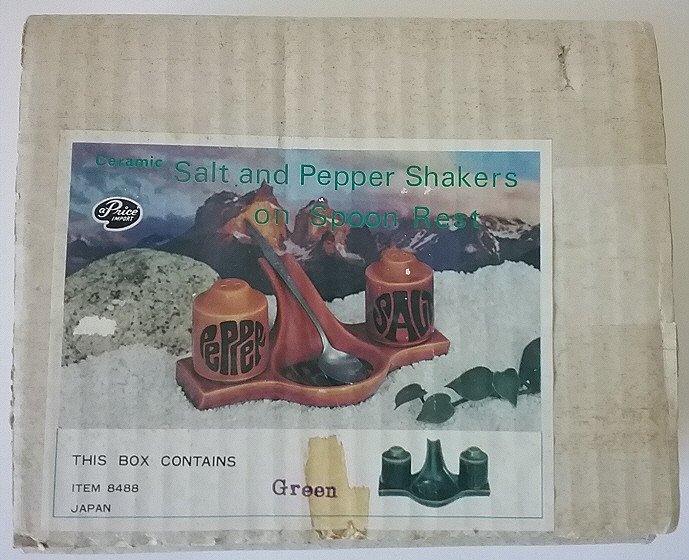 Ceramic Salt and Pepper Shakers
on Spoon Rest
a Price
IMPORT
PEPPER
SALT
THIS BOX CONTAINS
ITEM 8488
Green
JAPAN